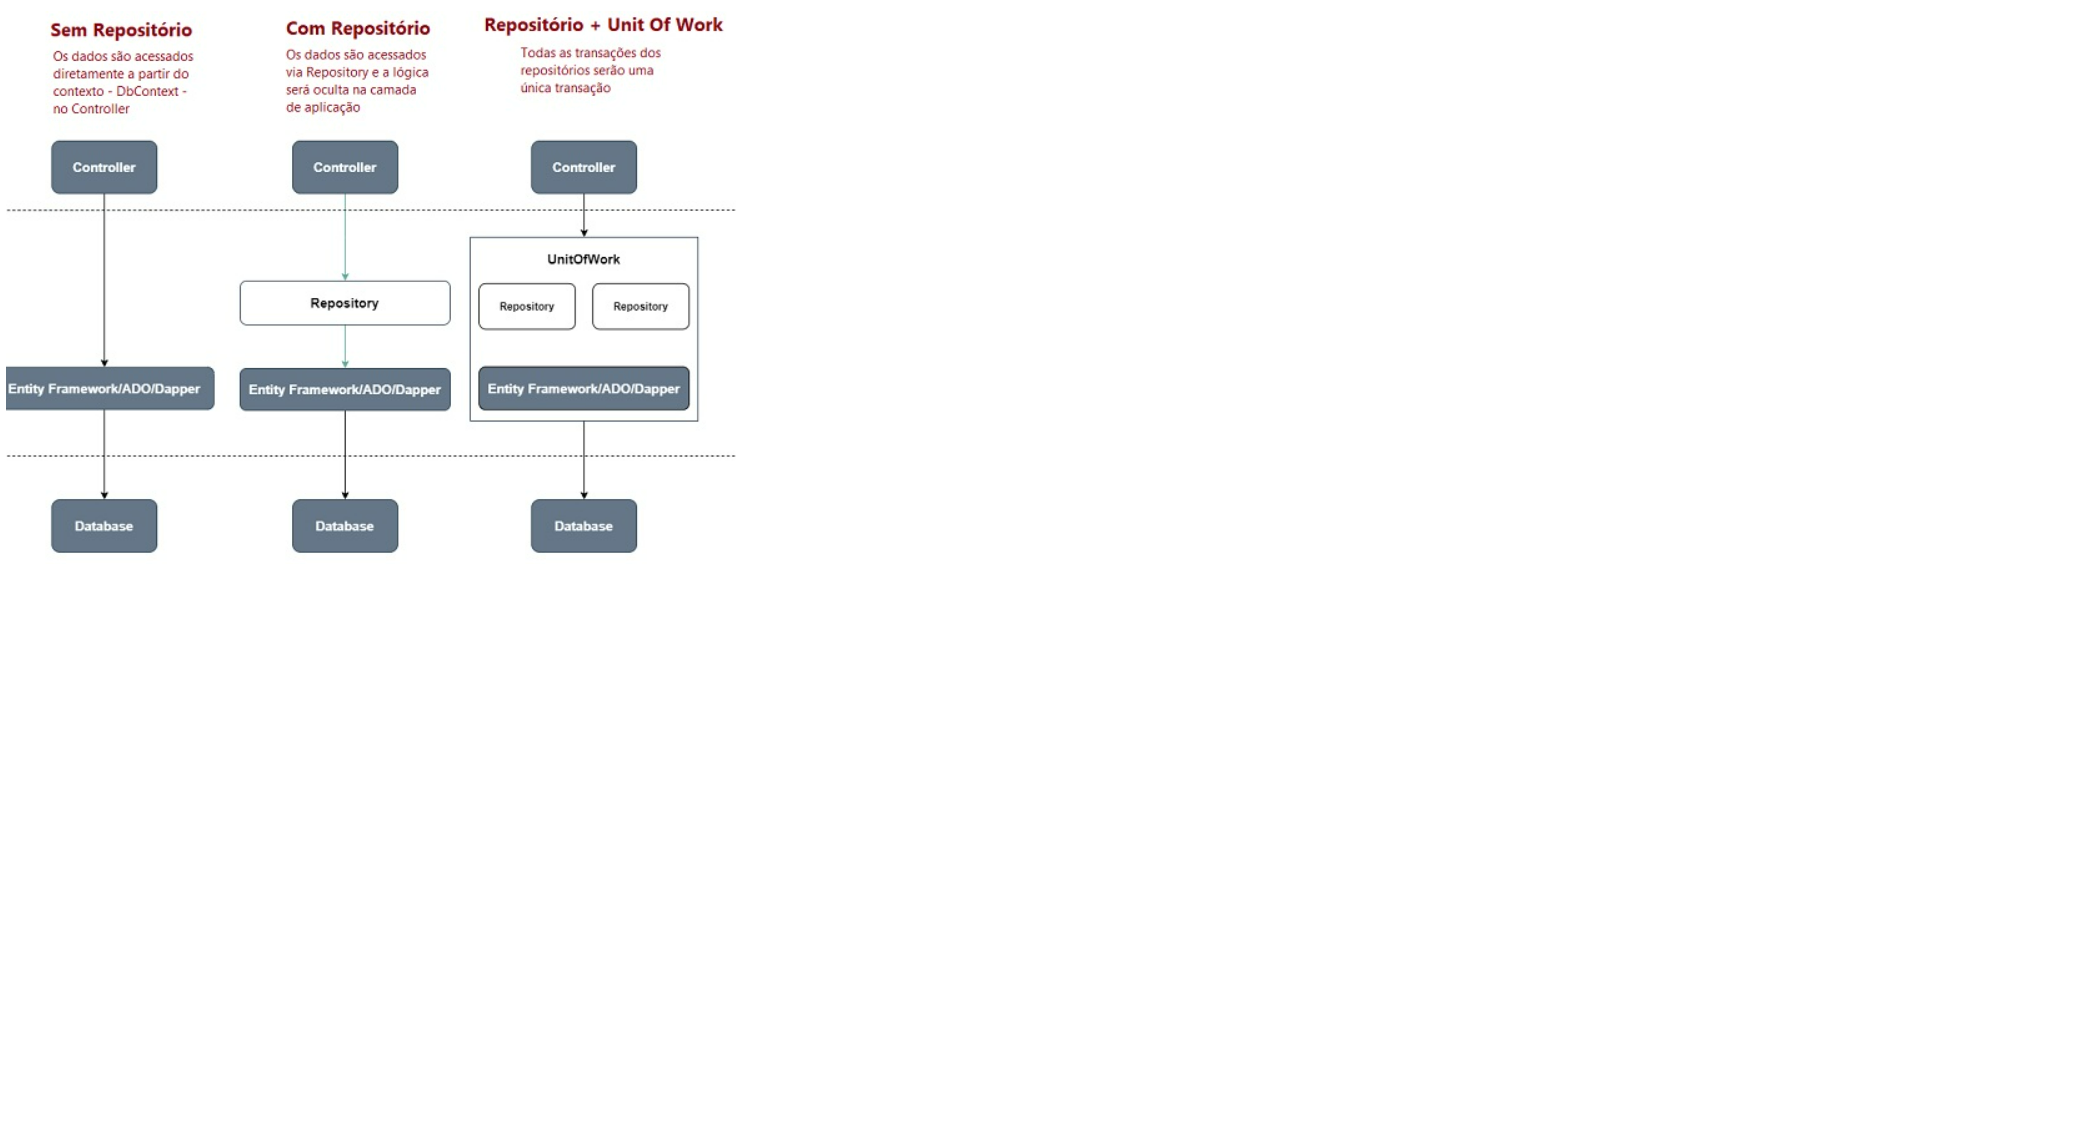 Sem Repositório
Os dados são acessados
diretamente a partir do
contexto - DbContext -
no Controller
Com Repositório
Os dados são acessados
via Repository e a lógica
será oculta na camada
de aplicação
Repositório + Unit Of Work
Todas as transações dos
repositórios serão uma
única transação
Controller
Controller
Controller
UnitOfWork
Repository
Repository
Repository
Entity Framework/ADO/Dapper
Entity Framework/ADO/Dapper
Entity Framework/ADO/Dapper
Database
Database
Database